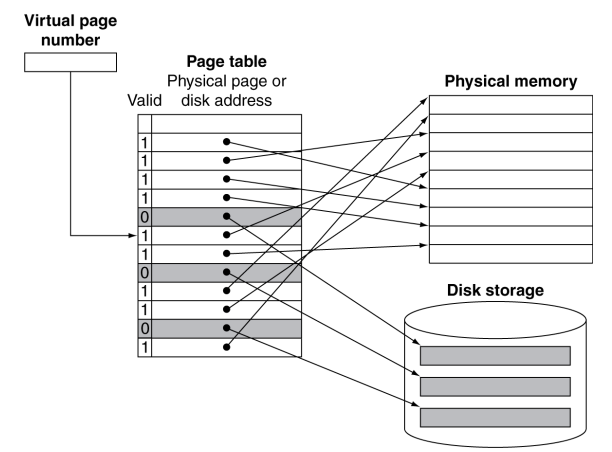 Virtual page
number
Page table
Physical page or
Valid disk address
Physical memory
1
1
1
1
0
1
1
0
1
1
0
1
Disk storage